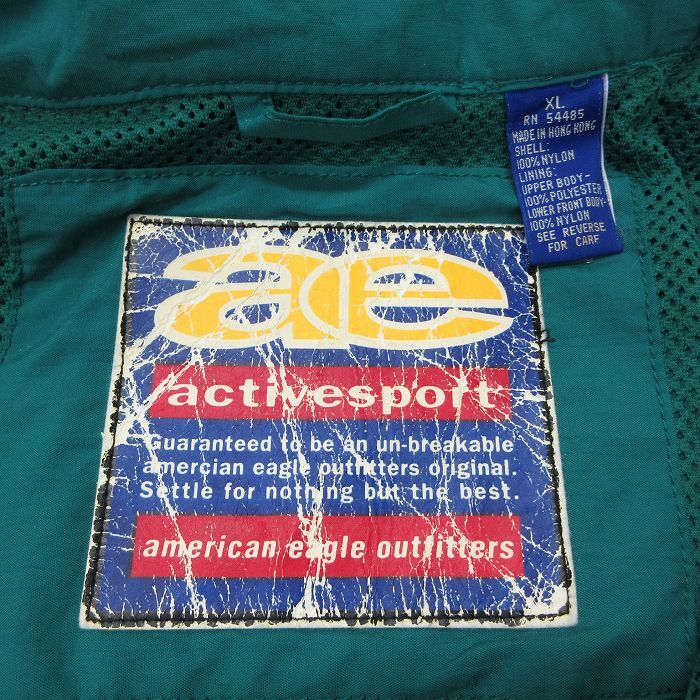 XL
RN 54485
MADE IN HONG KONG
SHELL:
100% NYLON
LINING:
UPPER BODY-
100% POLYESTER
LOWER FRONT BODY-
100% NYLON
SEE REVERSE
FOR CARE
ae
activesport
Guaranteed to be an un-breakable
amercian eagle outfitters original.
Settle for nothing but the best.
american eagle outfitters